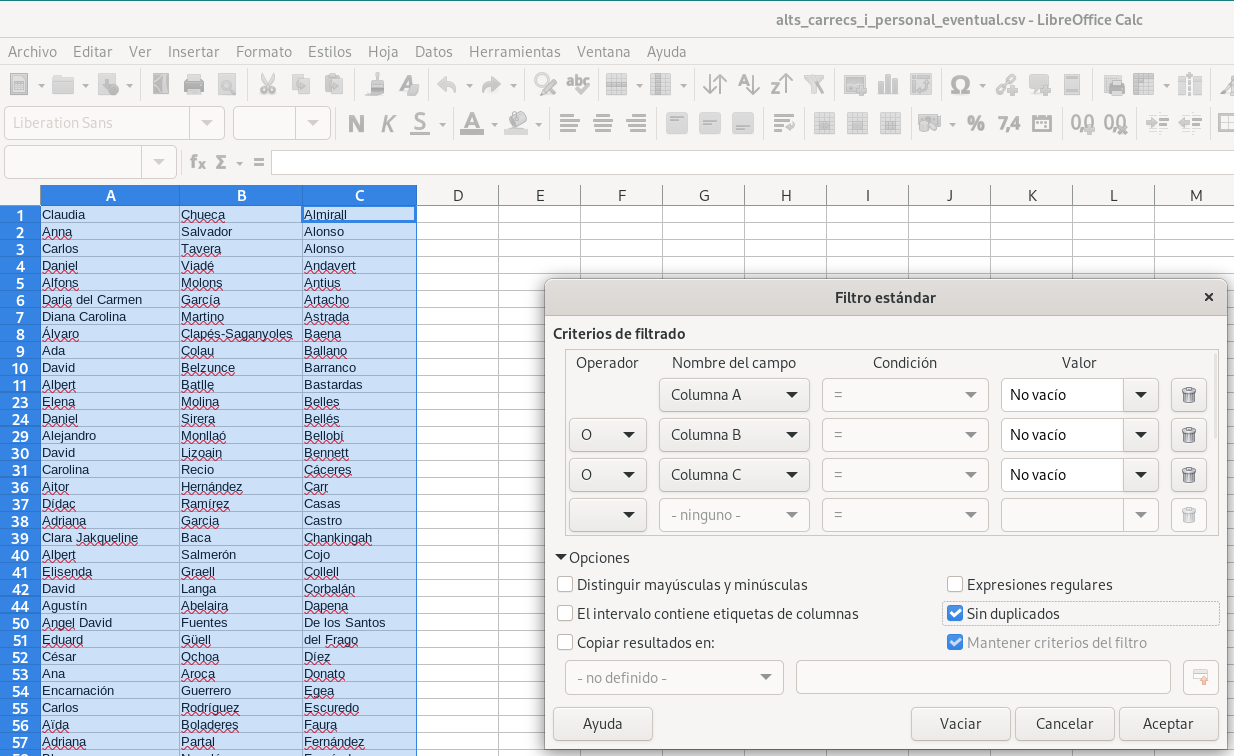 alts_carrecs_i_personal_eventual.csv - LibreOffice Calc
Archivo Editar Ver Insertar Formato Estilos Hoja Datos Herramientas Ventana Ayuda
Liberation Sans
A B C D E F G H I J K L M
1 Claudia Chueca Almirall
2 Anna Salvador Alonso
3 Carlos Tavera Alonso
4 Daniel Viadé Andavert
5 Alfons Molons Antius
6 Daria del Carmen García Artacho
7 Diana Carolina Martino Astrada
8 Álvaro Clapés-Saganyoles Baena
9 Ada Colau Ballano
10 David Belzunce Barranco
11 Albert Batlle Bastardas
23 Elena Molina Belles
24 Daniel Sirera Bellés
29 Alejandro Monllaó Bellobí
30 David Lizoain Bennett
31 Carolina Recio Cáceres
36 Aitor Hernández Carr
37 Dídac Ramírez Casas
38 Adriana Garcia Castro
39 Clara Jakqueline Baca Chankingah
40 Albert Salmerón Cojo
41 Elisenda Graell Collell
42 David Langa Corbalán
44 Agustín Abelaira Dapena
50 Angel David Fuentes De los Santos
51 Eduard Güell del Frago
52 César Ochoa Díez
53 Ana Aroca Donato
54 Encarnación Guerrero Egea
55 Carlos Rodríguez Escuredo
56 Aïda Boladeres Faura
57 Adriana Partal Fernández
Filtro estándar
Criterios de filtrado
Operador Nombre del campo Condición Valor
Columna A = No vacío
O Columna B = No vacío
O Columna C = No vacío
- ninguno - =
Opciones
Distinguir mayúsculas y minúsculas Expresiones regulares
El intervalo contiene etiquetas de columnas Sin duplicados
Copiar resultados en: Mantener criterios del filtro
- no definido -
Ayuda Vaciar Cancelar Aceptar